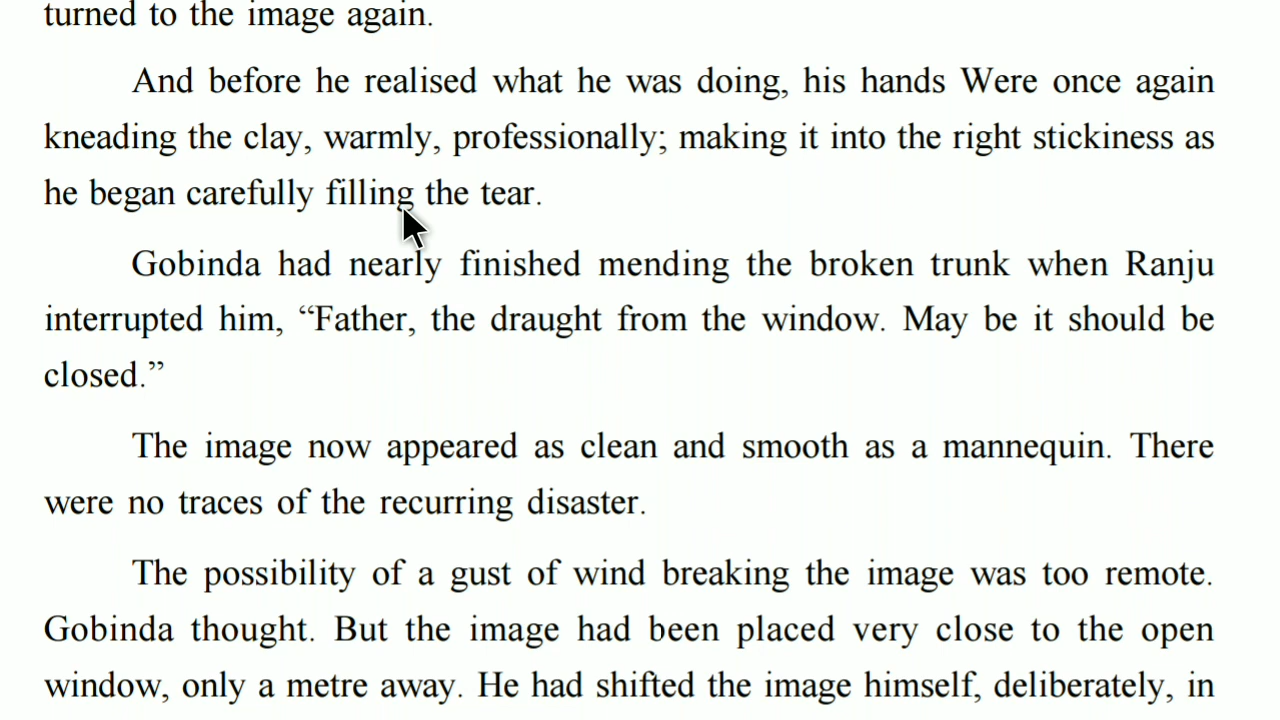 turned to the image again.
And before he realised what he was doing, his hands Were once again
kneading the clay, warmly, professionally; making it into the right stickiness as
he began carefully filling the tear.
Gobinda had nearly finished mending the broken trunk when Ranju
interrupted him, “Father, the draught from the window. May be it should be
closed.”
The image now appeared as clean and smooth as a mannequin. There
were no traces of the recurring disaster.
The possibility of a gust of wind breaking the image was too remote.
Gobinda thought. But the image had been placed very close to the open
window, only a metre away. He had shifted the image himself, deliberately, in